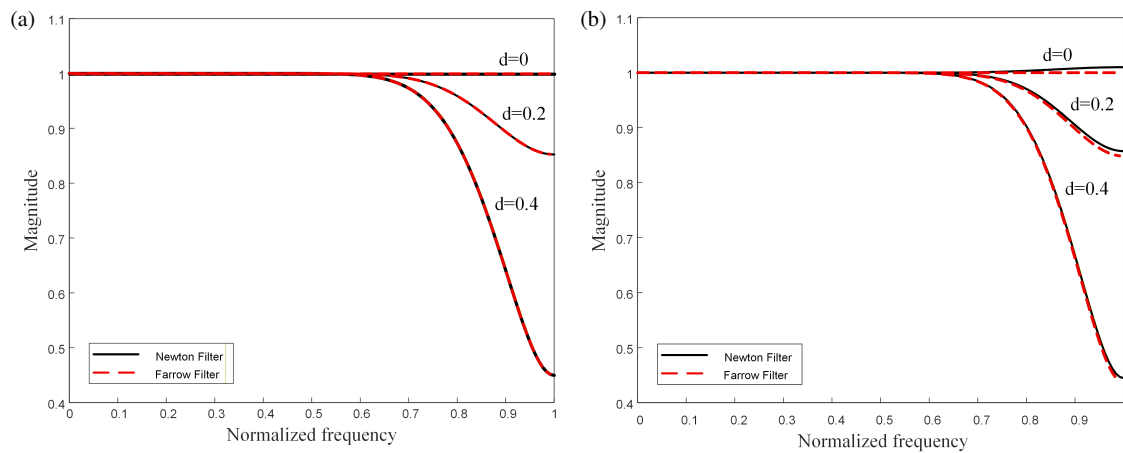 (a)
1.1
1
0.9
0.8
0.7
0.6
0.5
0.4
Magnitude
d=0
d=0.2
d=0.4
Newton Filter
Farrow Filter
0 0.1 0.2 0.3 0.4 0.5 0.6 0.7 0.8 0.9 1
Normalized frequency
(b)
1.1
1
0.9
0.8
0.7
0.6
0.5
0.4
Magnitude
d=0
d=0.2
d=0.4
Newton Filter
Farrow Filter
0 0.1 0.2 0.3 0.4 0.5 0.6 0.7 0.8 0.9
Normalized frequency